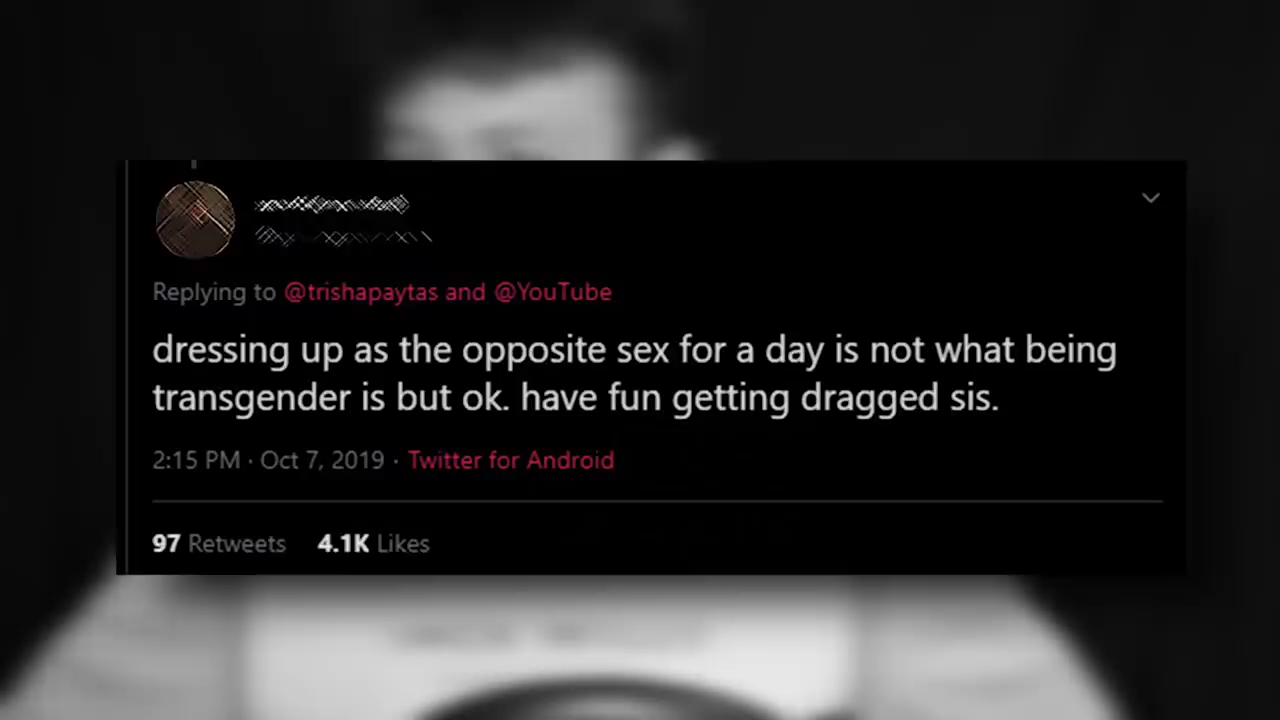 Replying to @trishapaytas and @YouTube
dressing up as the opposite sex for a day is not what being
transgender is but ok. have fun getting dragged sis.
2:15 PM · Oct 7, 2019 · Twitter for Android
97 Retweets 4.1K Likes